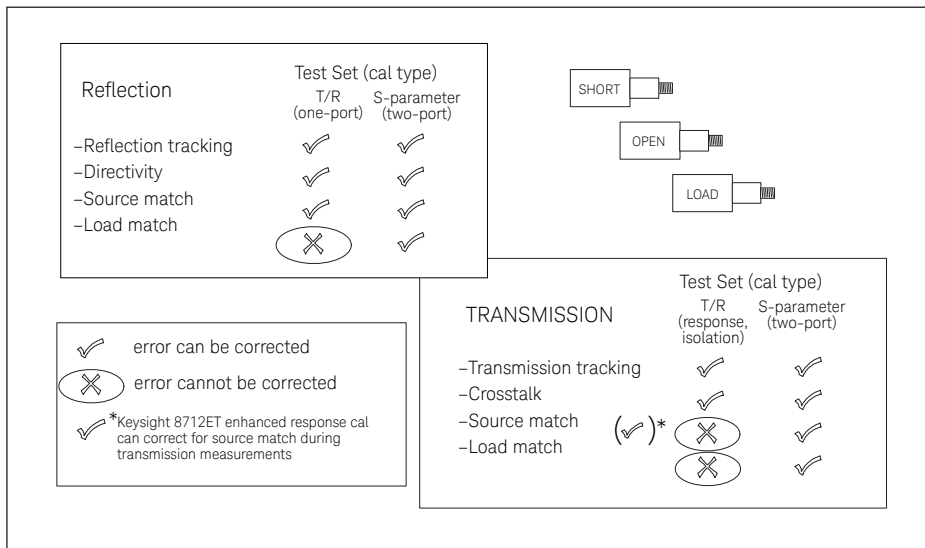 Reflection
Test Set (cal type)
T/R
(one-port)
S-parameter
(two-port)
–Reflection tracking
–Directivity
–Source match
–Load match
SHORT
OPEN
LOAD
TRANSMISSION
Test Set (cal type)
T/R
(response,
isolation)
S-parameter
(two-port)
–Transmission tracking
–Crosstalk
–Source match ( )*
–Load match
error can be corrected
error cannot be corrected
*Keysight 8712ET enhanced response cal
can correct for source match during
transmission measurements